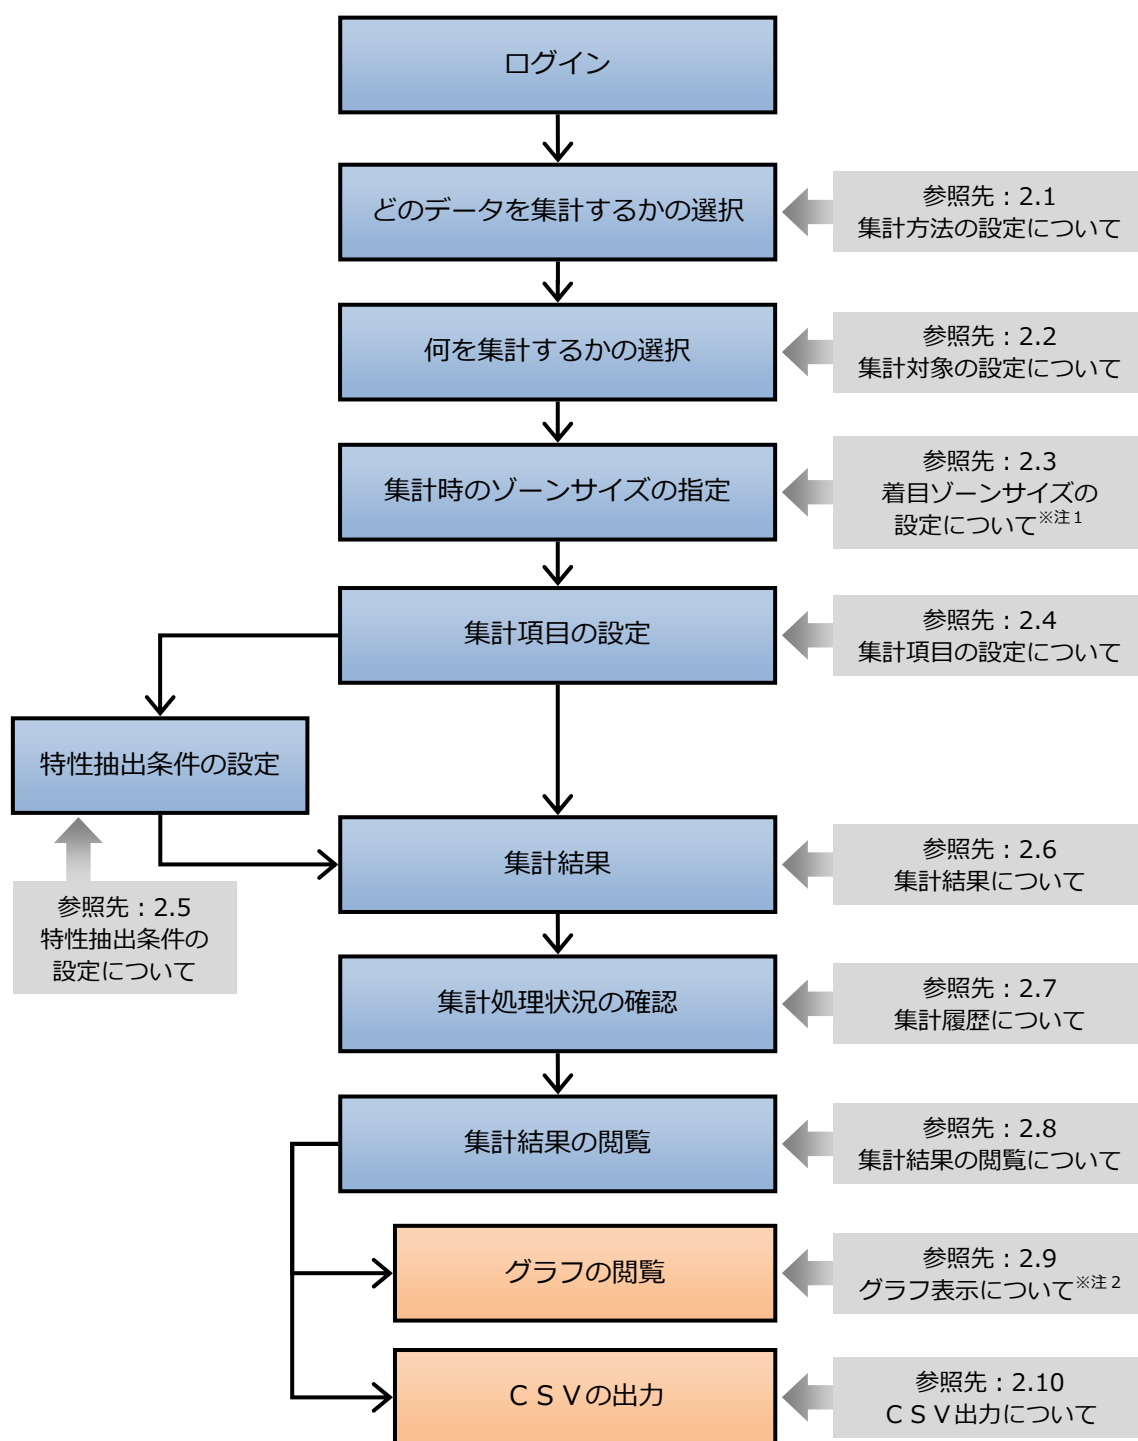 ログイン
どのデータを集計するかの選択
参照先：2.1
集計方法の設定について
何を集計するかの選択
参照先：2.2
集計対象の設定について
集計時のゾーンサイズの指定
参照先：2.3
着目ゾーンサイズの
設定について※注１
集計項目の設定
参照先：2.4
集計項目の設定について
特性抽出条件の設定
参照先：2.5
特性抽出条件の
設定について
集計結果
参照先：2.6
集計結果について
集計処理状況の確認
参照先：2.7
集計履歴について
集計結果の閲覧
参照先：2.8
集計結果の閲覧について
グラフの閲覧
参照先：2.9
グラフ表示について※注２
ＣＳＶの出力
参照先：2.10
ＣＳＶ出力について